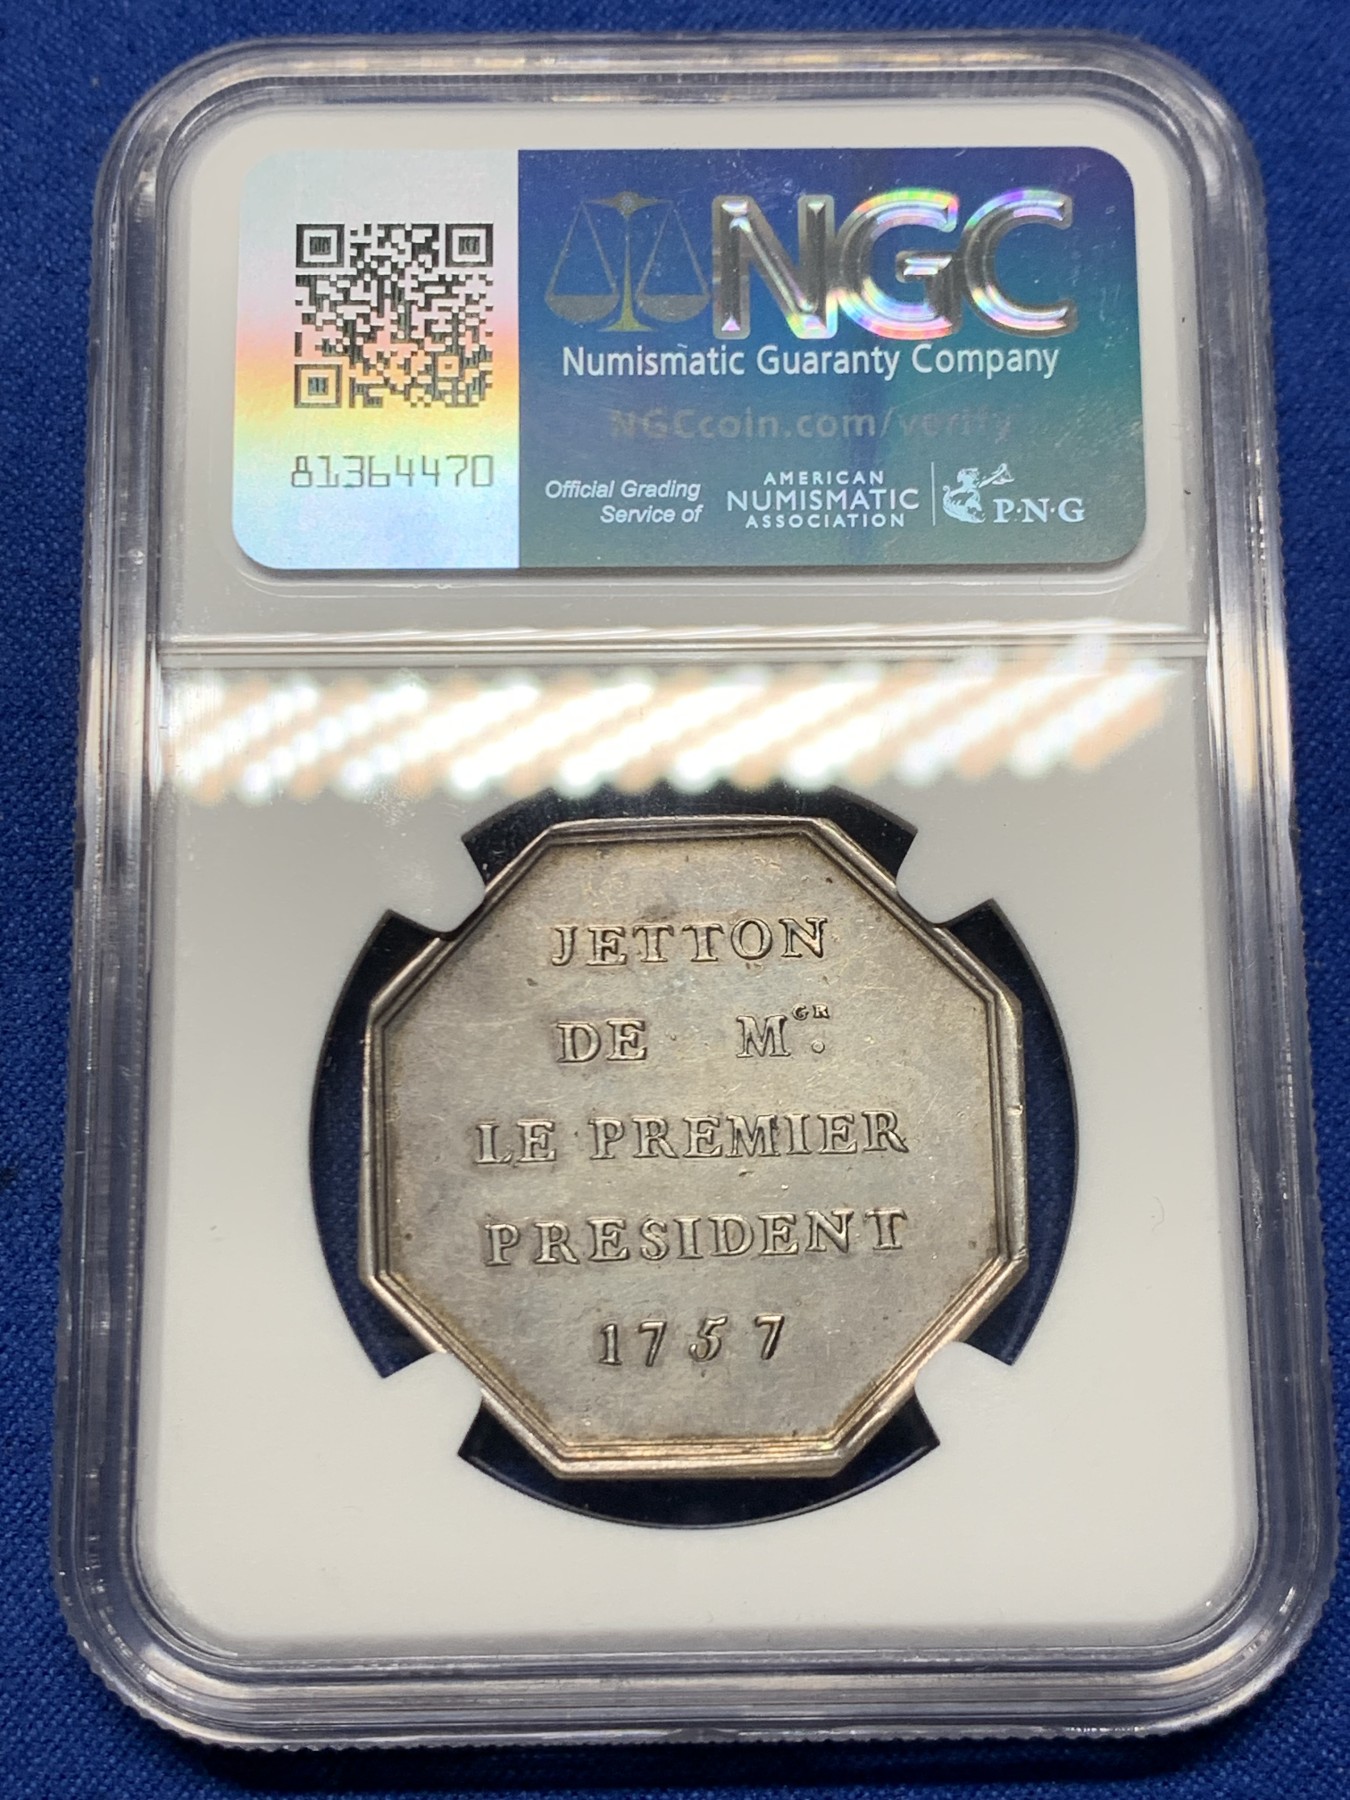 NGC
Numismatic Guaranty Company
NGCcoin.com/verify
81364470
Official Grading
Service of
AMERICAN
NUMISMATIC
ASSOCIATION
P·N·G
JETTON
DE MGR.
LE PREMIER
PRESIDENT
1757